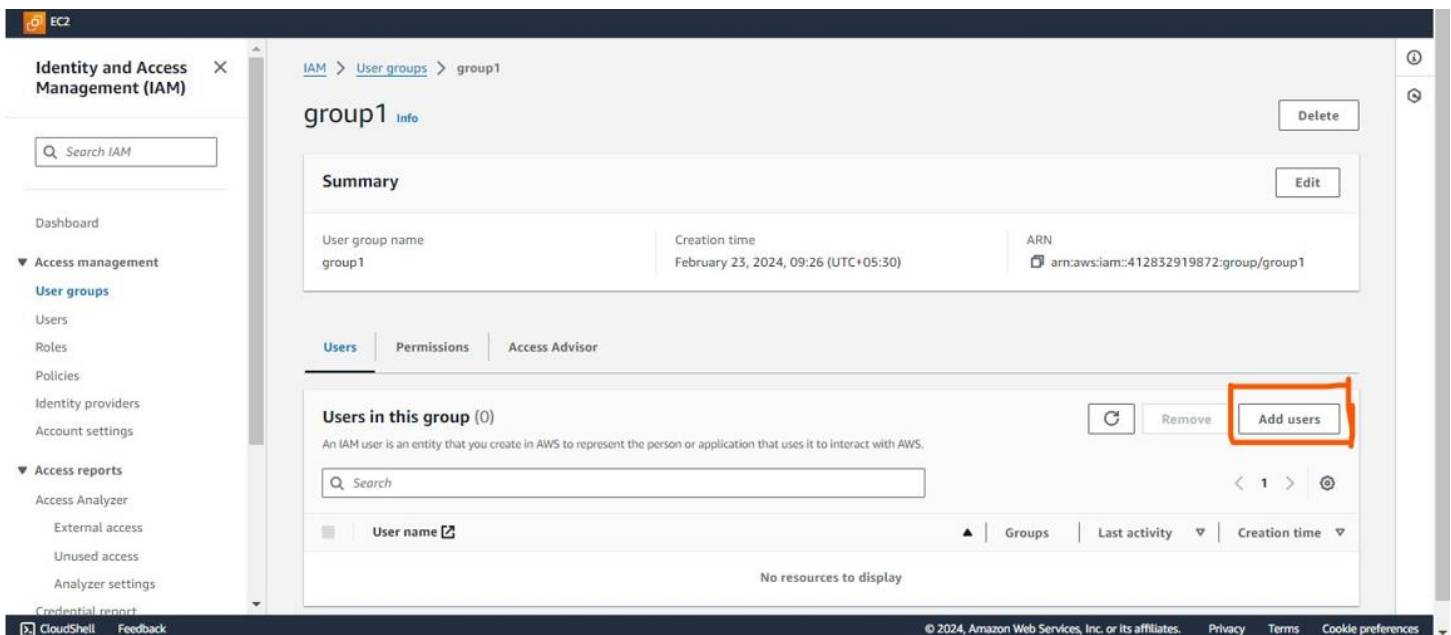 EC2
Identity and Access Management (IAM)
Search IAM
Dashboard
Access management
User groups
Users
Roles
Policies
Identity providers
Account settings
Access reports
Access Analyzer
External access
Unused access
Analyzer settings
Credential report
IAM > User groups > group1
group1 Info
Delete
Summary
Edit
User group name
group1
Creation time
February 23, 2024, 09:26 (UTC+05:30)
ARN
arn:aws:iam::412832919872:group/group1
Users
Permissions
Access Advisor
Users in this group (0)
Remove
Add users
An IAM user is an entity that you create in AWS to represent the person or application that uses it to interact with AWS.
Search
< 1 >
User name
Groups
Last activity
Creation time
No resources to display
CloudShell Feedback
© 2024, Amazon Web Services, Inc. or its affiliates. Privacy Terms Cookie preferences